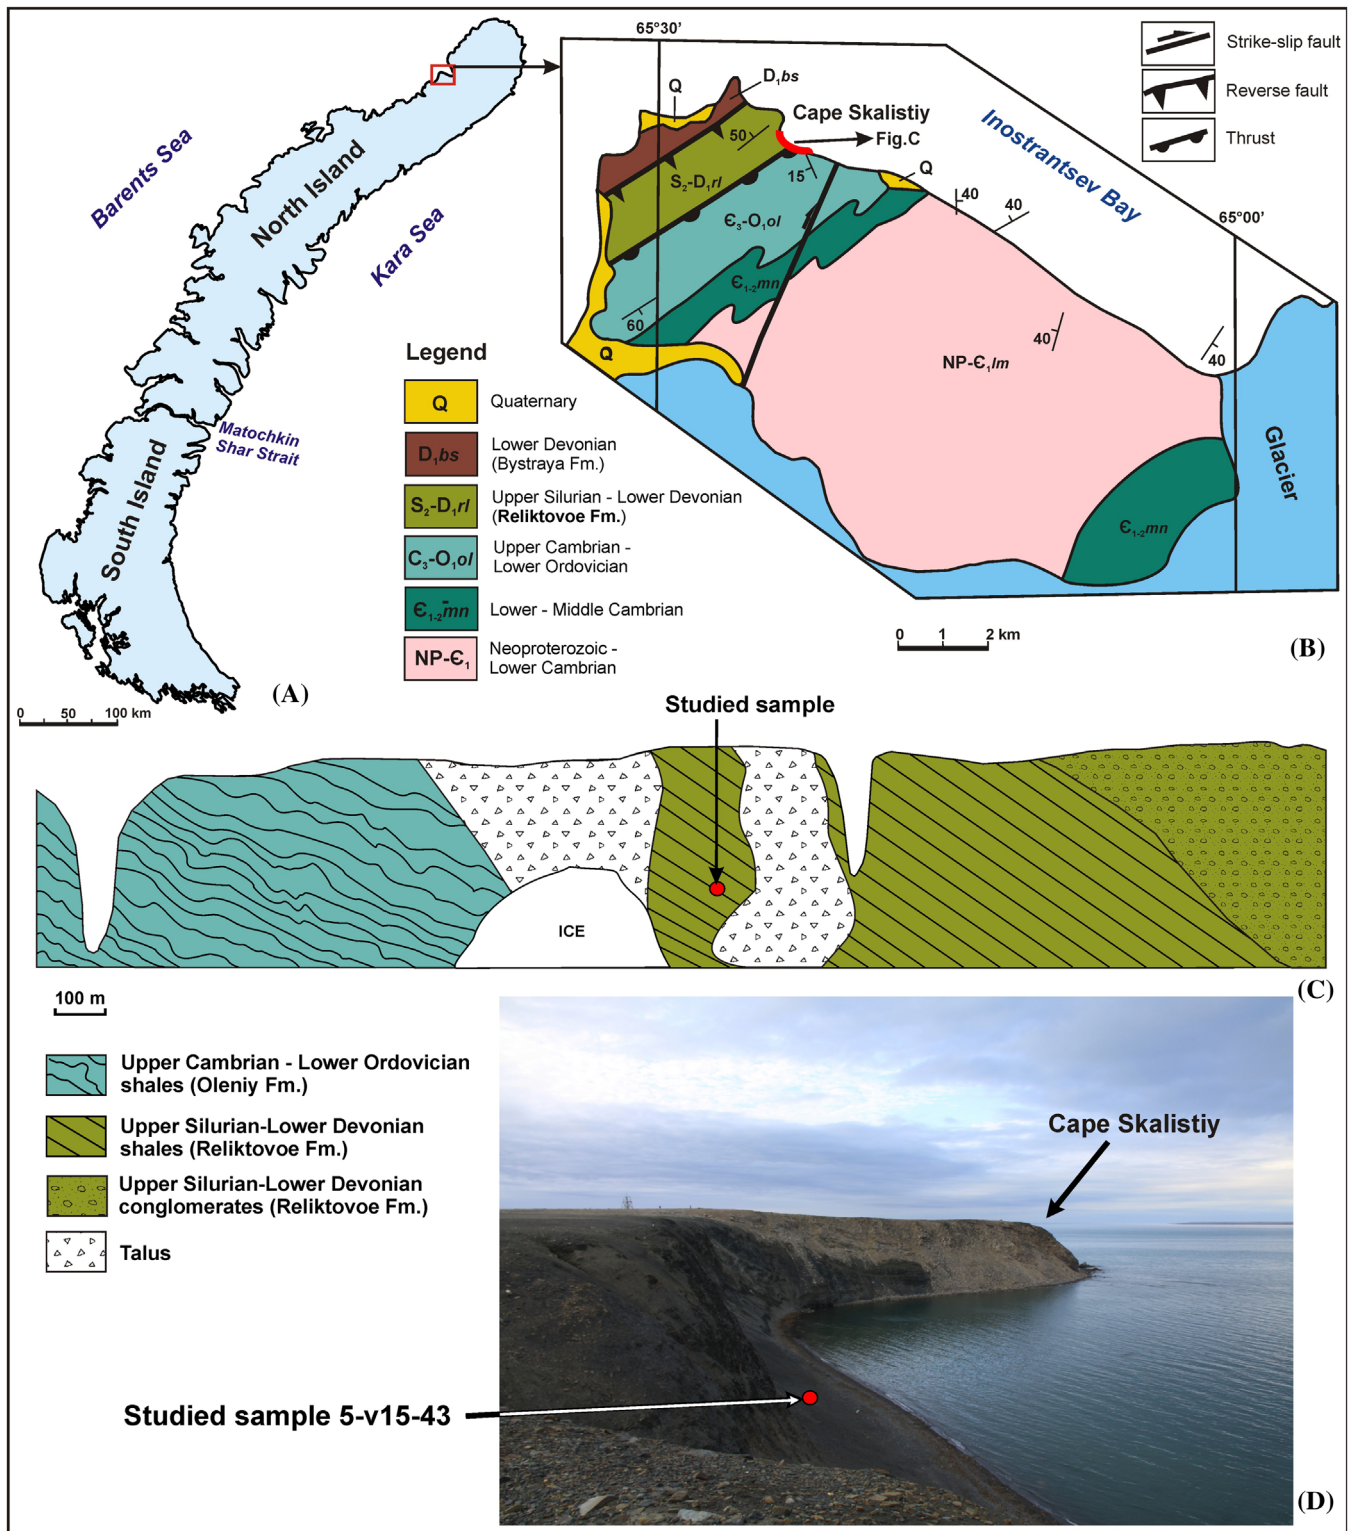 Barents Sea
North Island
Kara Sea
Matochkin
Shar Strait
South Island
0 50 100 km
(A)
65°30'
65°00'
Q
D₁bs
Cape Skalistiy
Fig.C
50
S₂-D₁rl
15
Q
Є₃-O₁ol
40
40
Inostrantsev Bay
Є₁₋₂mn
60
Q
NP-Є₁lm
40
40
Glacier
Є₁₋₂mn
0 1 2 km
(B)
Strike-slip fault
Reverse fault
Thrust
Legend
Q Quaternary
D₁bs Lower Devonian
(Bystraya Fm.)
S₂-D₁rl Upper Silurian - Lower Devonian
(Reliktovoe Fm.)
C₃-O₁ol Upper Cambrian -
Lower Ordovician
Є₁₋₂mn Lower - Middle Cambrian
NP-Є₁ Neoproterozoic -
Lower Cambrian
Studied sample
ICE
(C)
100 m
Upper Cambrian - Lower Ordovician
shales (Oleniy Fm.)
Upper Silurian-Lower Devonian
shales (Reliktovoe Fm.)
Upper Silurian-Lower Devonian
conglomerates (Reliktovoe Fm.)
Talus
Cape Skalistiy
Studied sample 5-v15-43
(D)